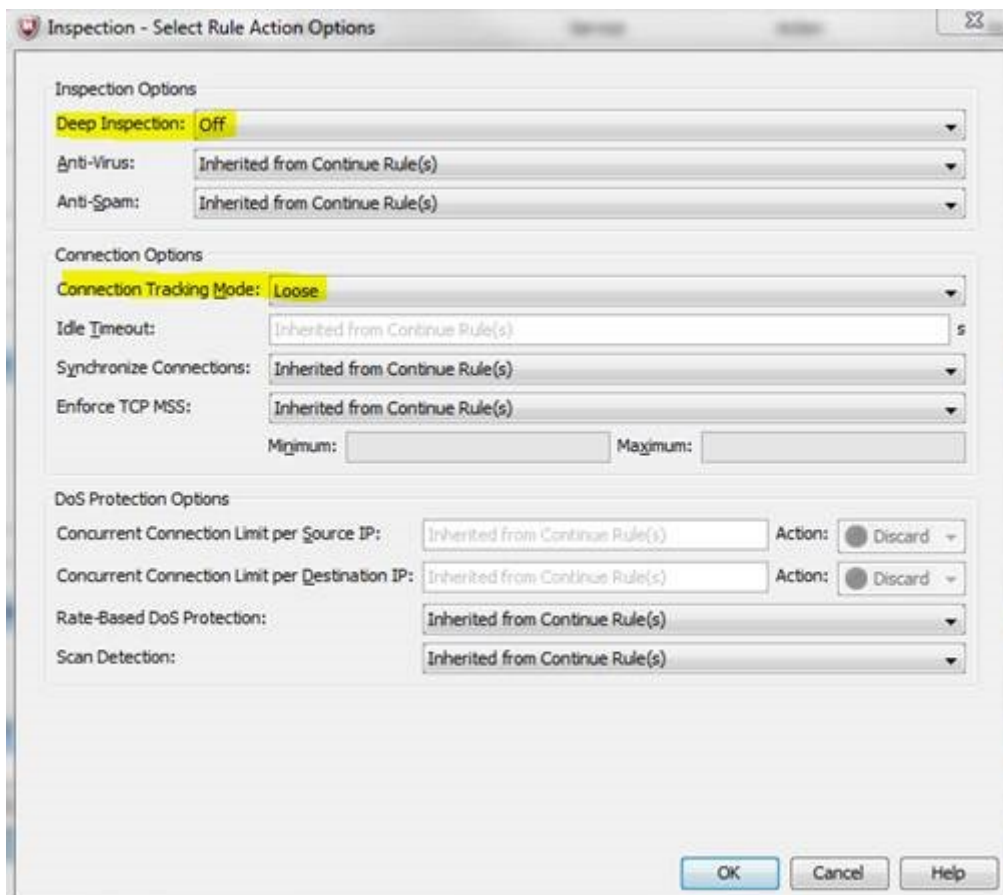 Inspection - Select Rule Action Options
Inspection Options
Deep Inspection: Off
Anti-Virus: Inherited from Continue Rule(s)
Anti-Spam: Inherited from Continue Rule(s)
Connection Options
Connection Tracking Mode: Loose
Idle Timeout: Inherited from Continue Rule(s) s
Synchronize Connections: Inherited from Continue Rule(s)
Enforce TCP MSS: Inherited from Continue Rule(s)
Minimum: Maximum:
DoS Protection Options
Concurrent Connection Limit per Source IP: Inherited from Continue Rule(s) Action: Discard
Concurrent Connection Limit per Destination IP: Inherited from Continue Rule(s) Action: Discard
Rate-Based DoS Protection: Inherited from Continue Rule(s)
Scan Detection: Inherited from Continue Rule(s)
OK Cancel Help